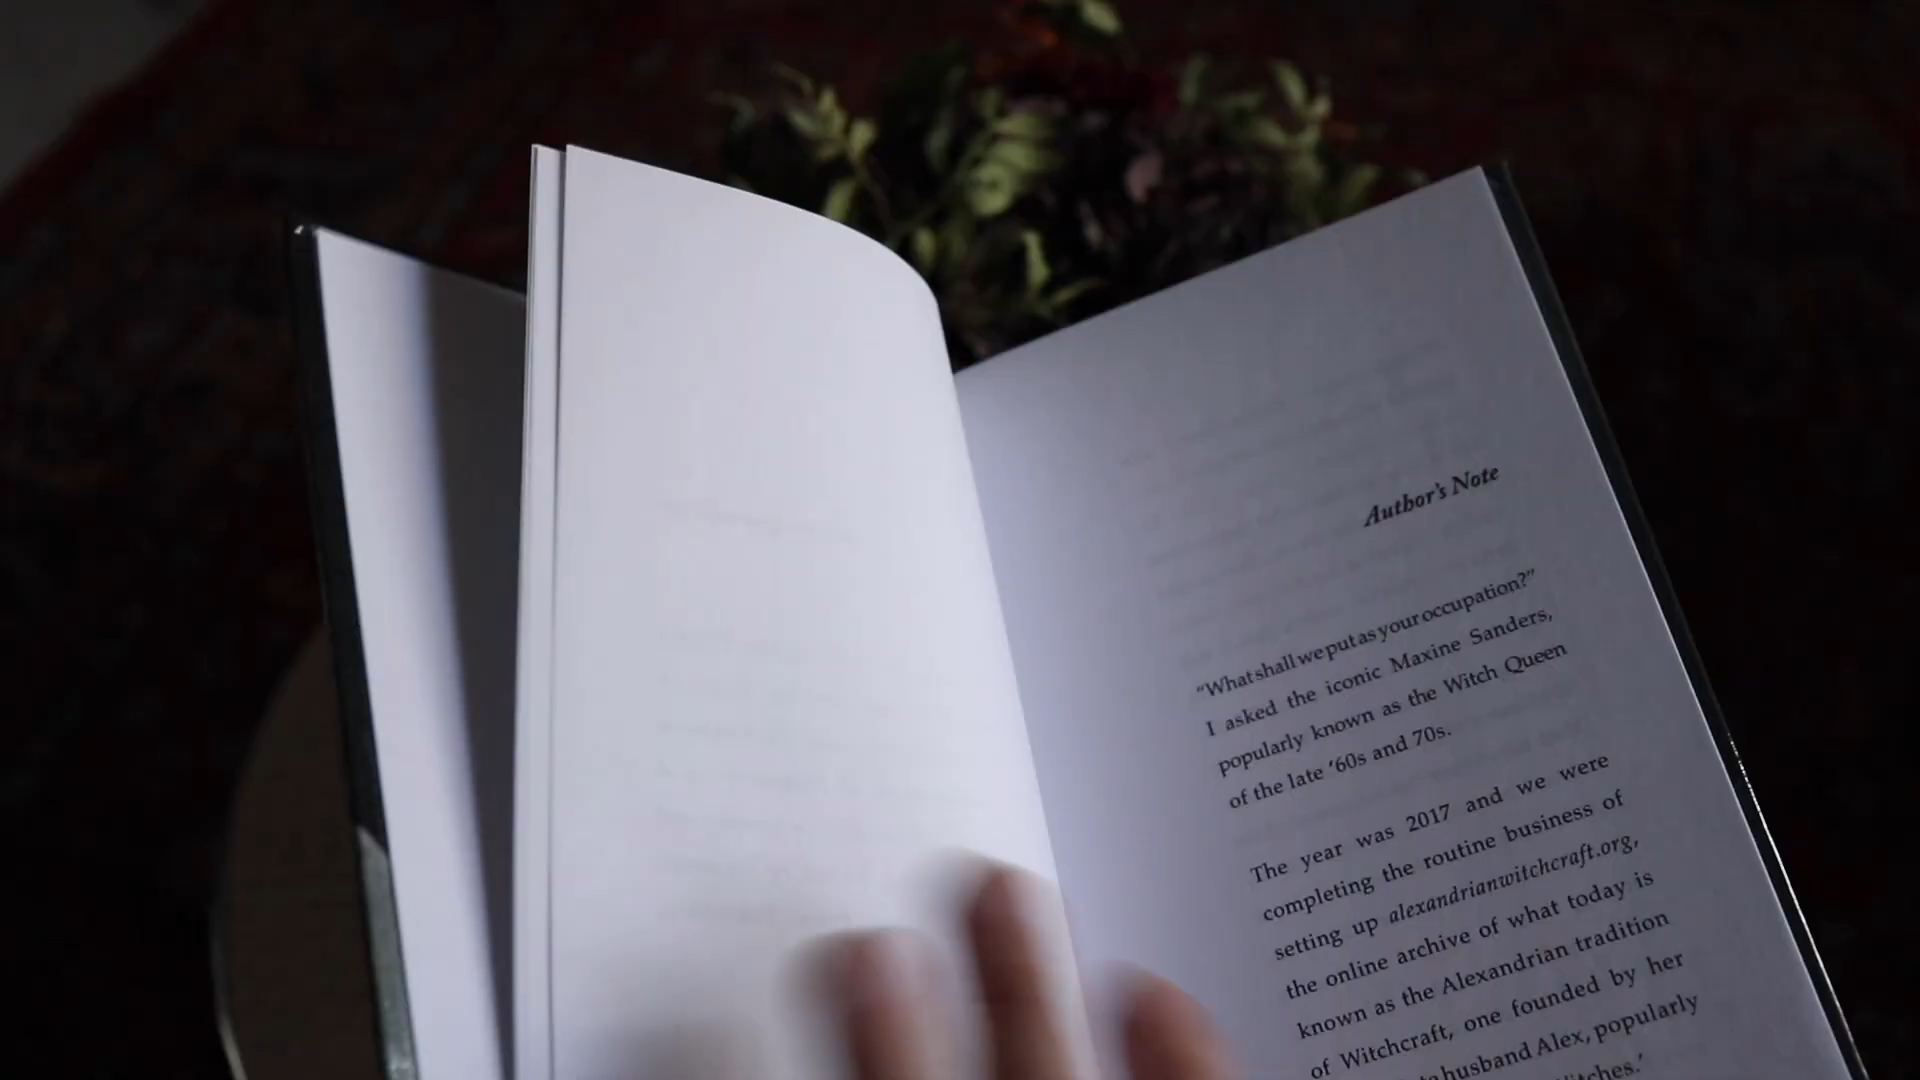 Author's Note
“What shall we put as your occupation?”
I asked the iconic Maxine Sanders,
popularly known as the Witch Queen
of the late ’60s and 70s.
The year was 2017 and we were
completing the routine business of
setting up alexandrianwitchcraft.org,
the online archive of what today is
known as the Alexandrian tradition
of Witchcraft, one founded by her
husband Alex, popularly